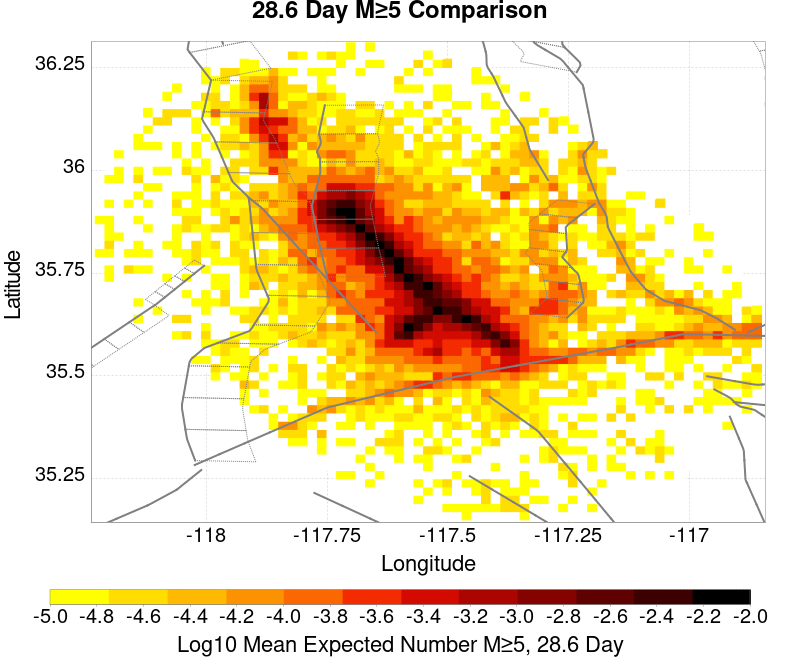 28.6 Day M≥5 Comparison
36.25
36
35.75
35.5
35.25
Latitude
-118
-117.75
-117.5
-117.25
-117
Longitude
-5.0 -4.8 -4.6 -4.4 -4.2 -4.0 -3.8 -3.6 -3.4 -3.2 -3.0 -2.8 -2.6 -2.4 -2.2 -2.0
Log10 Mean Expected Number M≥5, 28.6 Day